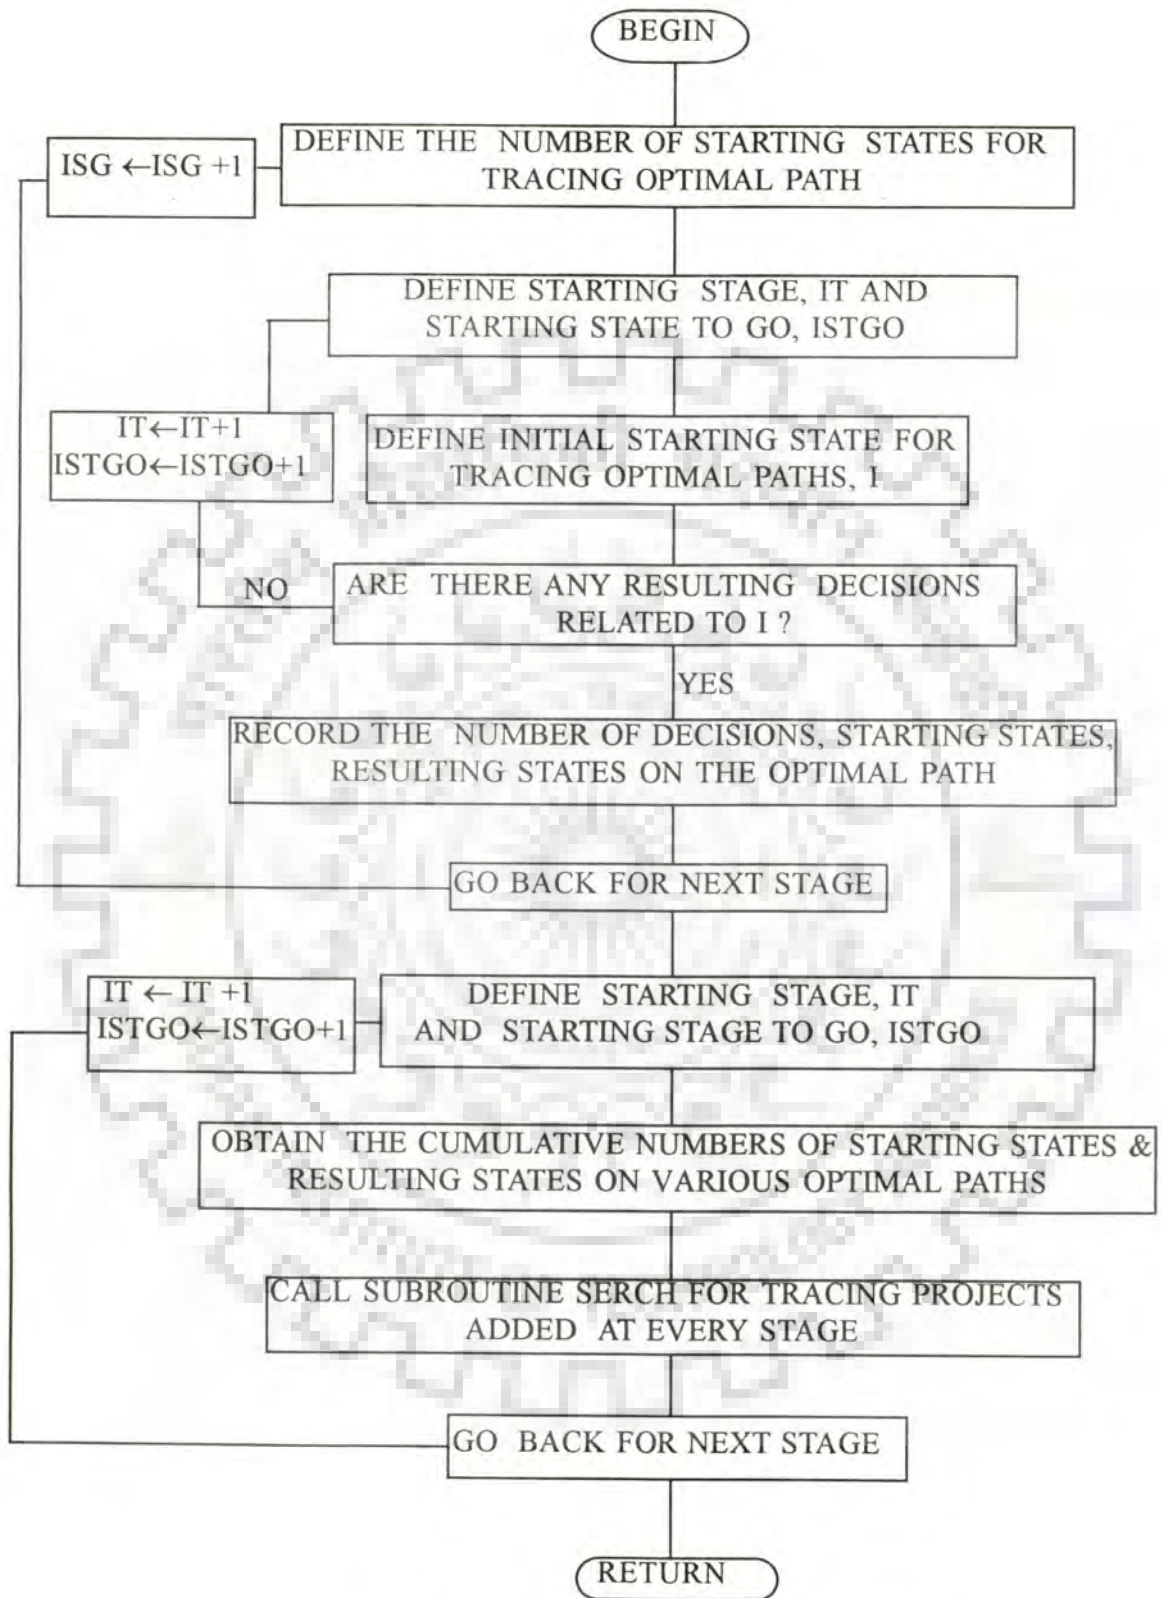 BEGIN
ISG ←ISG +1
DEFINE THE NUMBER OF STARTING STATES FOR
TRACING OPTIMAL PATH
DEFINE STARTING STAGE, IT AND
STARTING STATE TO GO, ISTGO
IT←IT+1
ISTGO←ISTGO+1
DEFINE INITIAL STARTING STATE FOR
TRACING OPTIMAL PATHS, I
NO
ARE THERE ANY RESULTING DECISIONS
RELATED TO I ?
YES
RECORD THE NUMBER OF DECISIONS, STARTING STATES,
RESULTING STATES ON THE OPTIMAL PATH
GO BACK FOR NEXT STAGE
IT ← IT +1
ISTGO←ISTGO+1
DEFINE STARTING STAGE, IT
AND STARTING STAGE TO GO, ISTGO
OBTAIN THE CUMULATIVE NUMBERS OF STARTING STATES &
RESULTING STATES ON VARIOUS OPTIMAL PATHS
CALL SUBROUTINE SERCH FOR TRACING PROJECTS
ADDED AT EVERY STAGE
GO BACK FOR NEXT STAGE
RETURN